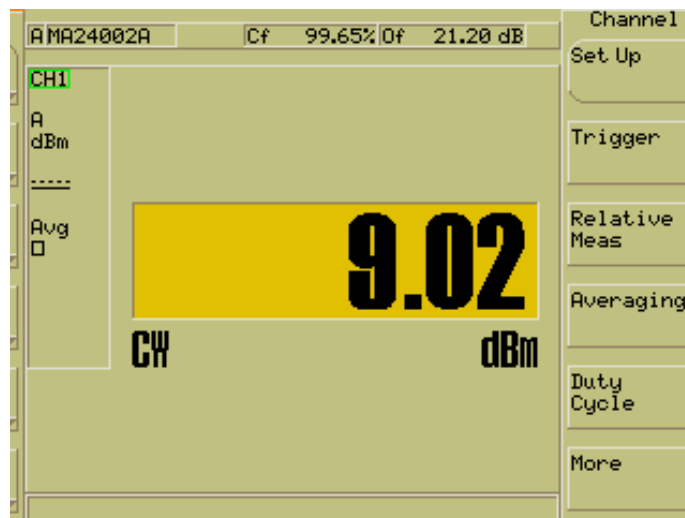 Channel
A MA24002A Cf 99.65% Of 21.20 dB
Set Up
CH1
A
dBm
-----
Trigger
Avg
Relative
Meas
9.02
Averaging
CW dBm
Duty
Cycle
More